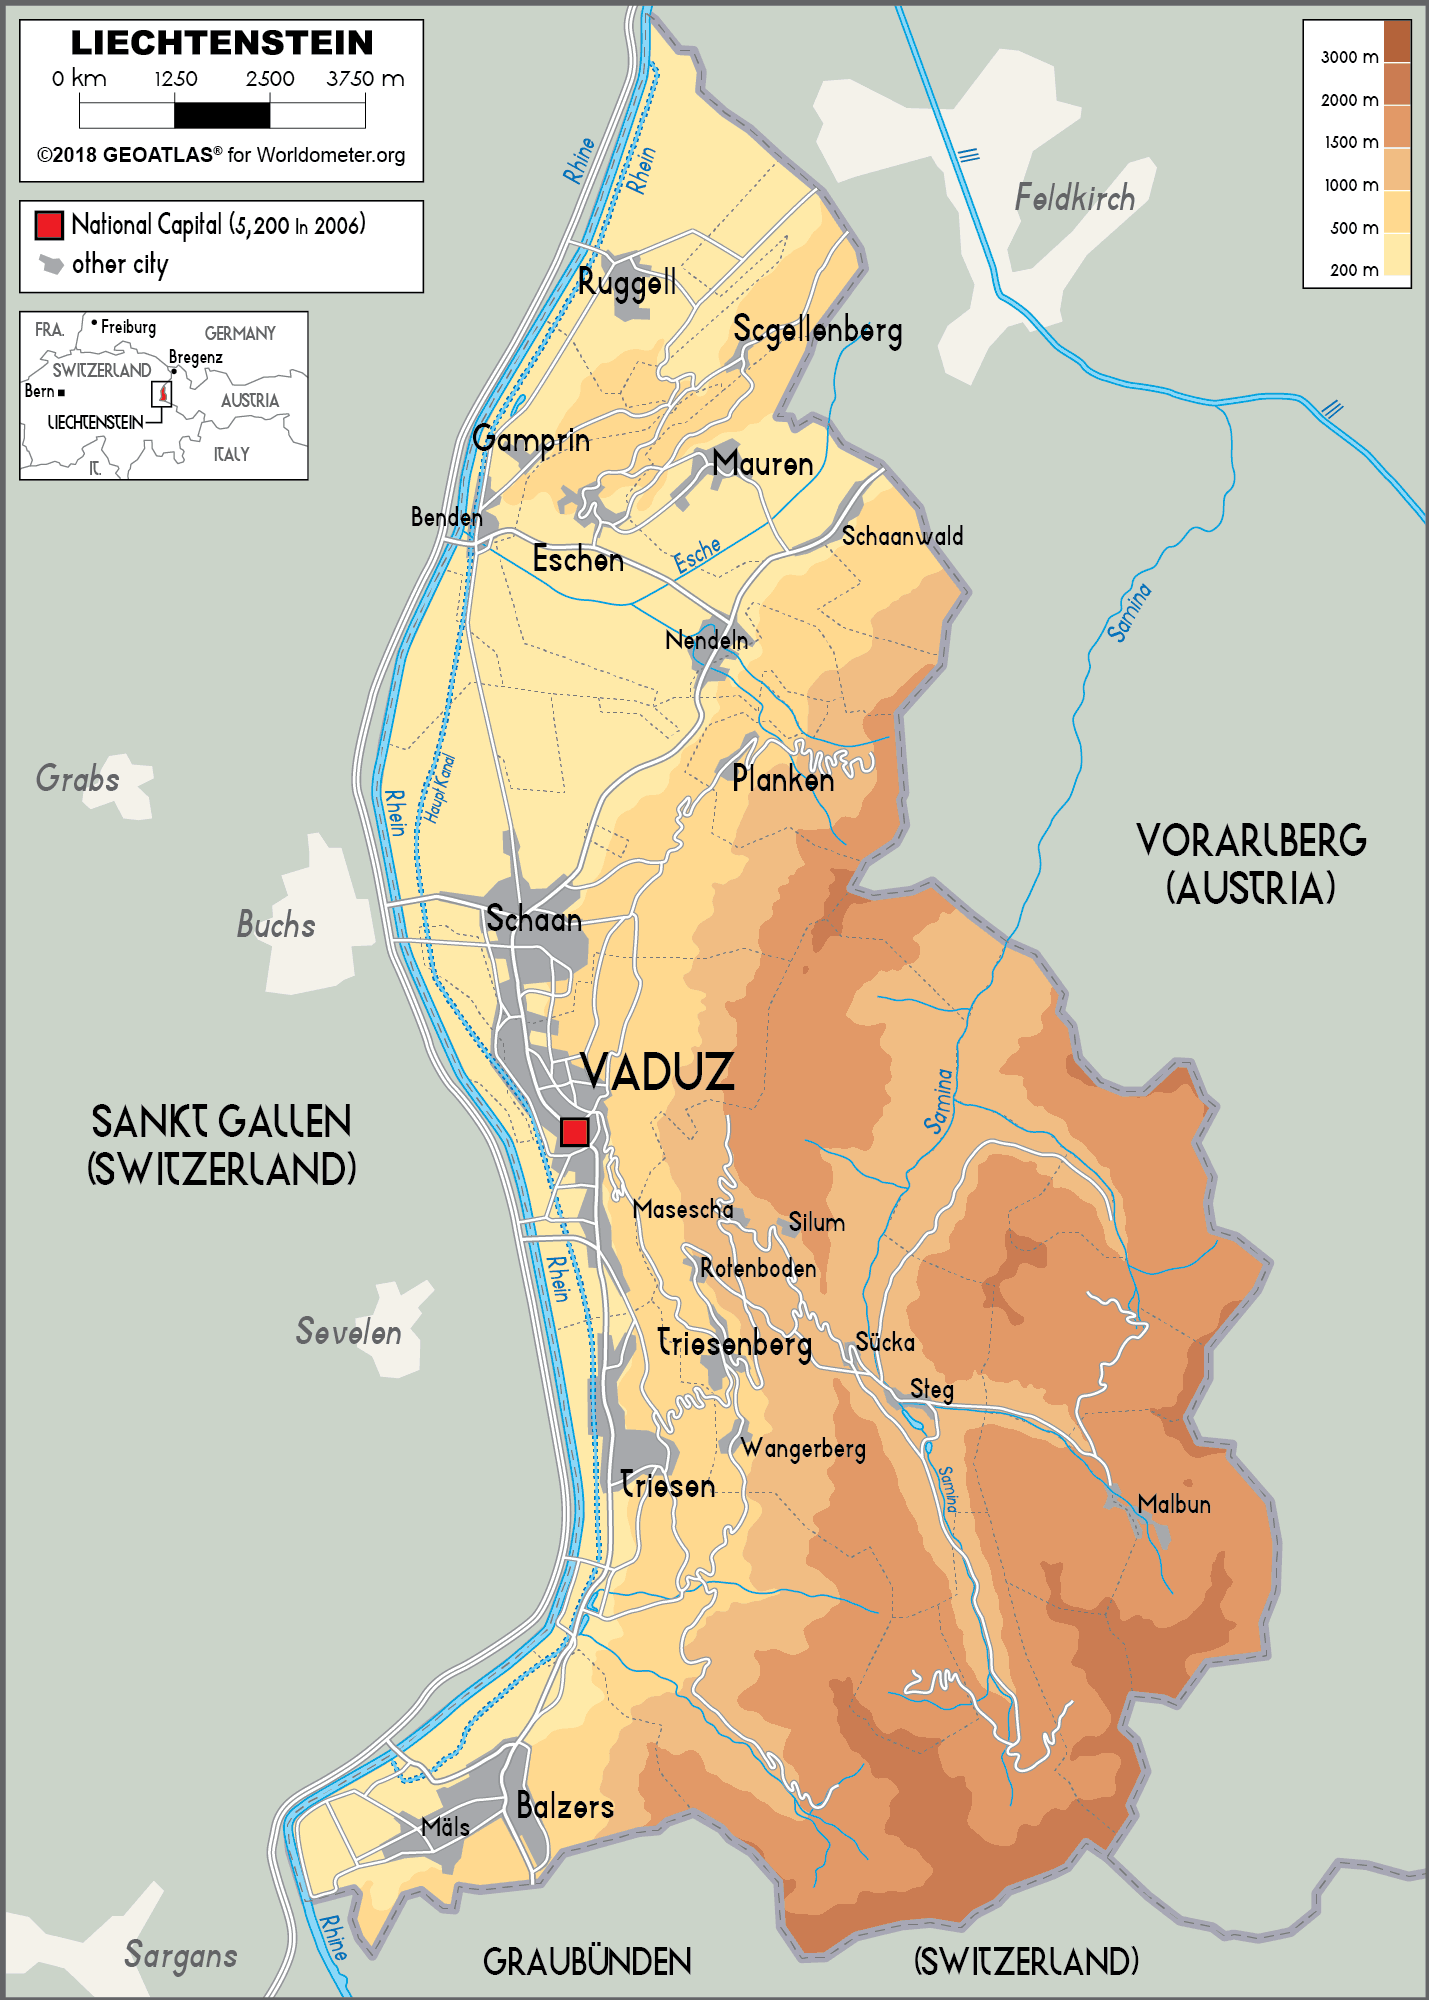 LIECHTENSTEIN
0 km 1250 2500 3750 m
©2018 GEOATLAS® for Worldometer.org
National Capital (5,200 In 2006)
other city
FRA.
Freiburg
GERMANY
Bregenz
SWITZERLAND
Bern
AUSTRIA
LIECHTENSTEIN
ITALY
IT.
3000 m
2000 m
1500 m
1000 m
500 m
200 m
Rhine
Rhein
Feldkirch
Ruggell
Scgellenberg
Gamprin
Mauren
Benden
Schaanwald
Eschen
Esche
Samina
Nendeln
Grabs
Planken
Haupt Kanal
Rhein
VORARLBERG
(AUSTRIA)
Buchs
Schaan
VADUZ
Samina
SANKT GALLEN
(SWITZERLAND)
Masescha
Silum
Rotenboden
Rhein
Sevelen
Triesenberg
Sücka
Steg
Wangerberg
Triesen
Samina
Malbun
Balzers
Mäls
Rhine
Sargans
GRAUBÜNDEN
(SWITZERLAND)